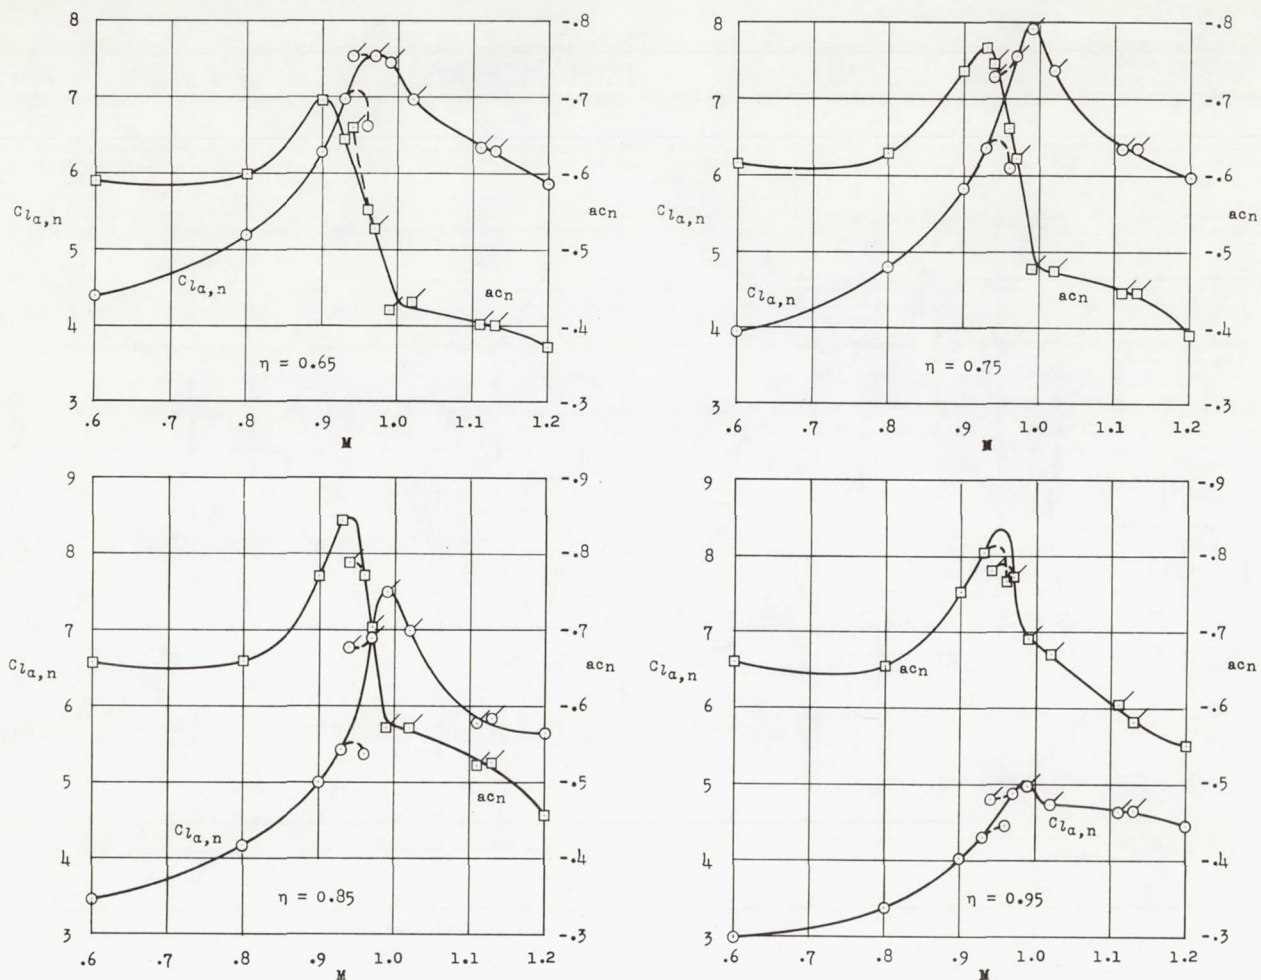 8 -.8
7 -.7
6 -.6
C_{l_{α,n}} ac_n
5 -.5
C_{l_{α,n}} ac_n
4 -.4
η = 0.65
3 -.3
.6 .7 .8 .9 1.0 1.1 1.2
M
8 -.8
7 -.7
6 -.6
C_{l_{α,n}} ac_n
5 -.5
C_{l_{α,n}} ac_n
4 -.4
η = 0.75
3 -.3
.6 .7 .8 .9 1.0 1.1 1.2
M
9 -.9
8 -.8
7 -.7
C_{l_{α,n}} ac_n
6 -.6
5 -.5
ac_n
C_{l_{α,n}}
4 -.4
η = 0.85
3 -.3
.6 .7 .8 .9 1.0 1.1 1.2
M
9 -.9
8 -.8
7 -.7
C_{l_{α,n}} ac_n ac_n
6 -.6
5 -.5
C_{l_{α,n}}
4 -.4
η = 0.95
3 -.3
.6 .7 .8 .9 1.0 1.1 1.2
M